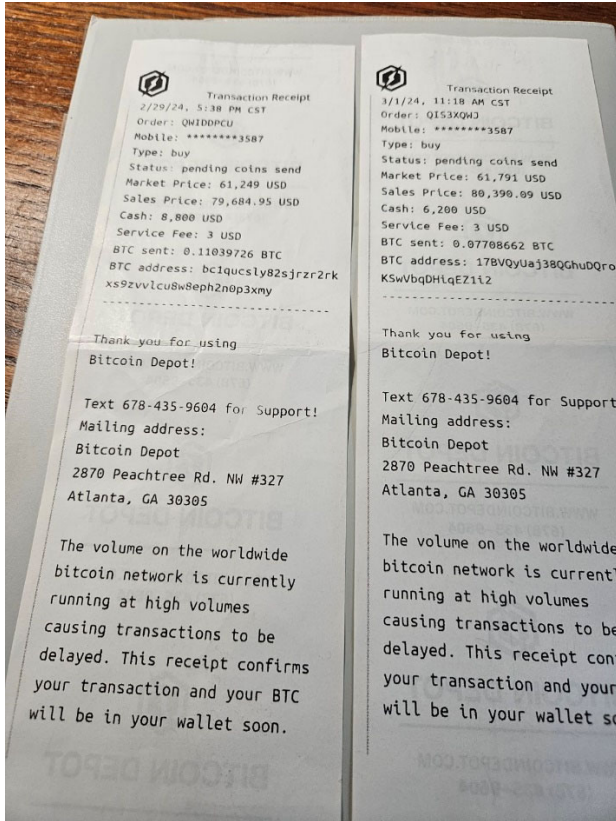 Transaction Receipt
2/29/24, 5:38 PM CST
Order: QWIDDPCU
Mobile: ********3587
Type: buy
Status: pending coins send
Market Price: 61,249 USD
Sales Price: 79,684.95 USD
Cash: 8,800 USD
Service Fee: 3 USD
BTC sent: 0.11039726 BTC
BTC address: bc1qucsly82sjrzr2rk
xs9zvvlcu8w8eph2n0p3xmy
--------------------------------
Thank you for using
Bitcoin Depot!
Text 678-435-9604 for Support!
Mailing address:
Bitcoin Depot
2870 Peachtree Rd. NW #327
Atlanta, GA 30305
The volume on the worldwide
bitcoin network is currently
running at high volumes
causing transactions to be
delayed. This receipt confirms
your transaction and your BTC
will be in your wallet soon.
BITCOIN DEPOT
Transaction Receipt
3/1/24, 11:18 AM CST
Order: QIS3XQWJ
Mobile: ********3587
Type: buy
Status: pending coins send
Market Price: 61,791 USD
Sales Price: 80,390.09 USD
Cash: 6,200 USD
Service Fee: 3 USD
BTC sent: 0.07708662 BTC
BTC address: 17BVQyUaj38QGhuDQro
KSwVbqDHiqEZ1i2
--------------------------------
Thank you for using
Bitcoin Depot!
Text 678-435-9604 for Support
Mailing address:
Bitcoin Depot
2870 Peachtree Rd. NW #327
Atlanta, GA 30305
The volume on the worldwide
bitcoin network is current
running at high volumes
causing transactions to be
delayed. This receipt con
your transaction and your
will be in your wallet so